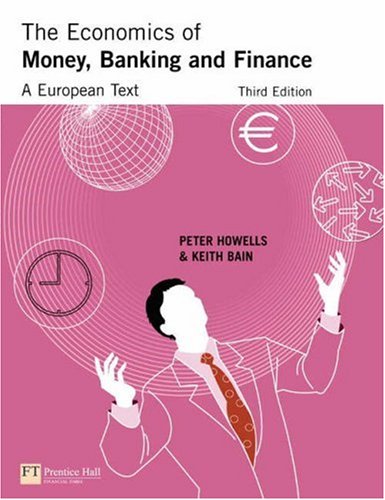 The Economics of
Money, Banking and Finance
A European Text
Third Edition
€
PETER HOWELLS
& KEITH BAIN
FT Prentice Hall
FINANCIAL TIMES